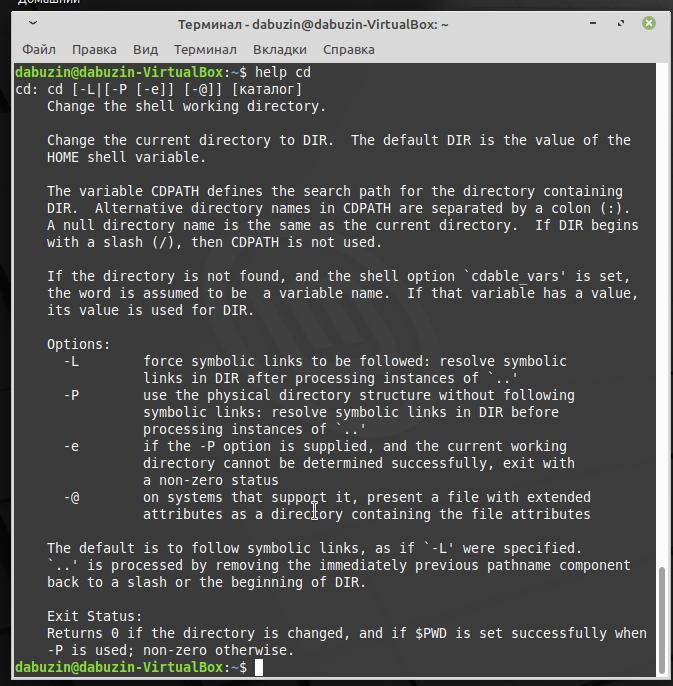 Домашний
Терминал - dabuzin@dabuzin-VirtualBox: ~
Файл Правка Вид Терминал Вкладки Справка
dabuzin@dabuzin-VirtualBox:~$ help cd
cd: cd [-L|[-P [-e]] [-@]] [каталог]
    Change the shell working directory.

    Change the current directory to DIR.  The default DIR is the value of the
    HOME shell variable.

    The variable CDPATH defines the search path for the directory containing
    DIR.  Alternative directory names in CDPATH are separated by a colon (:).
    A null directory name is the same as the current directory.  If DIR begins
    with a slash (/), then CDPATH is not used.

    If the directory is not found, and the shell option `cdable_vars' is set,
    the word is assumed to be  a variable name.  If that variable has a value,
    its value is used for DIR.

    Options:
      -L        force symbolic links to be followed: resolve symbolic
                links in DIR after processing instances of `..'
      -P        use the physical directory structure without following
                symbolic links: resolve symbolic links in DIR before
                processing instances of `..'
      -e        if the -P option is supplied, and the current working
                directory cannot be determined successfully, exit with
                a non-zero status
      -@        on systems that support it, present a file with extended
                attributes as a directory containing the file attributes

    The default is to follow symbolic links, as if `-L' were specified.
    `..' is processed by removing the immediately previous pathname component
    back to a slash or the beginning of DIR.

    Exit Status:
    Returns 0 if the directory is changed, and if $PWD is set successfully when
    -P is used; non-zero otherwise.
dabuzin@dabuzin-VirtualBox:~$